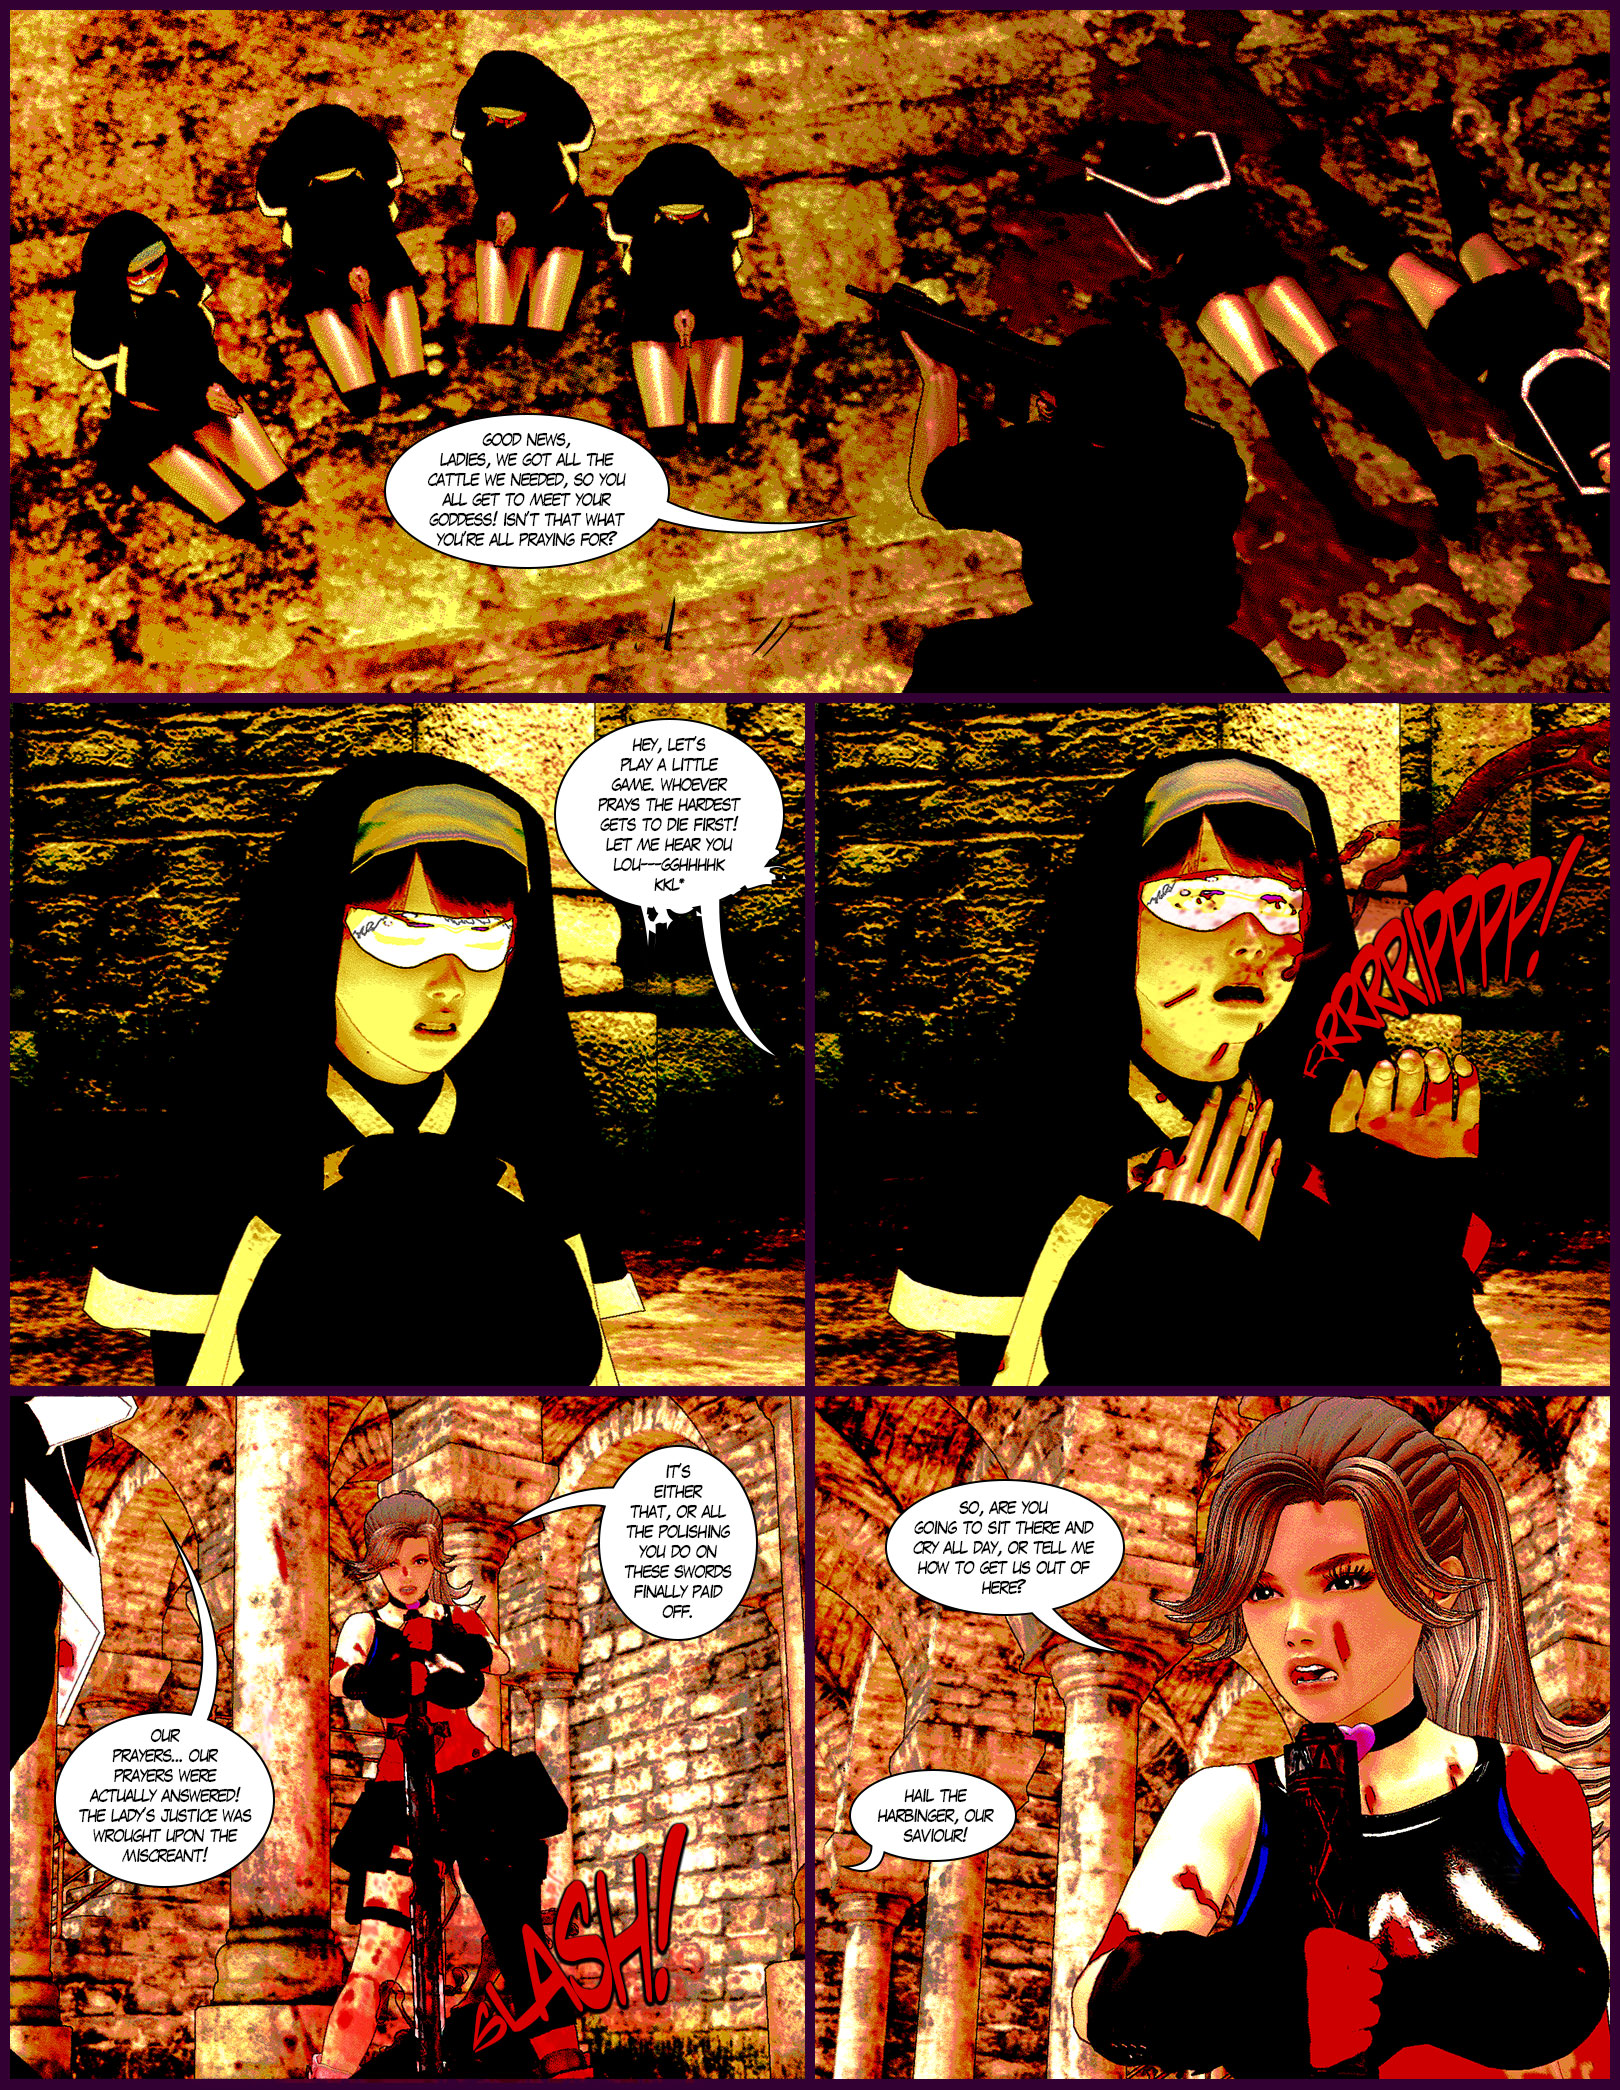 GOOD NEWS,
LADIES, WE GOT ALL THE
CATTLE WE NEEDED, SO YOU
ALL GET TO MEET YOUR
GODDESS! ISN'T THAT WHAT
YOU'RE ALL PRAYING FOR?
HEY, LET'S
PLAY A LITTLE
GAME. WHOEVER
PRAYS THE HARDEST
GETS TO DIE FIRST!
LET ME HEAR YOU
LOU---GGHHHHK
KKL*
RRRRRIPPPPP!
IT'S
EITHER
THAT, OR ALL
THE POLISHING
YOU DO ON
THESE SWORDS
FINALLY PAID
OFF.
OUR
PRAYERS... OUR
PRAYERS WERE
ACTUALLY ANSWERED!
THE LADY'S JUSTICE WAS
WROUGHT UPON THE
MISCREANT!
SLASH!
SO, ARE YOU
GOING TO SIT THERE AND
CRY ALL DAY, OR TELL ME
HOW TO GET US OUT OF
HERE?
HAIL THE
HARBINGER, OUR
SAVIOUR!